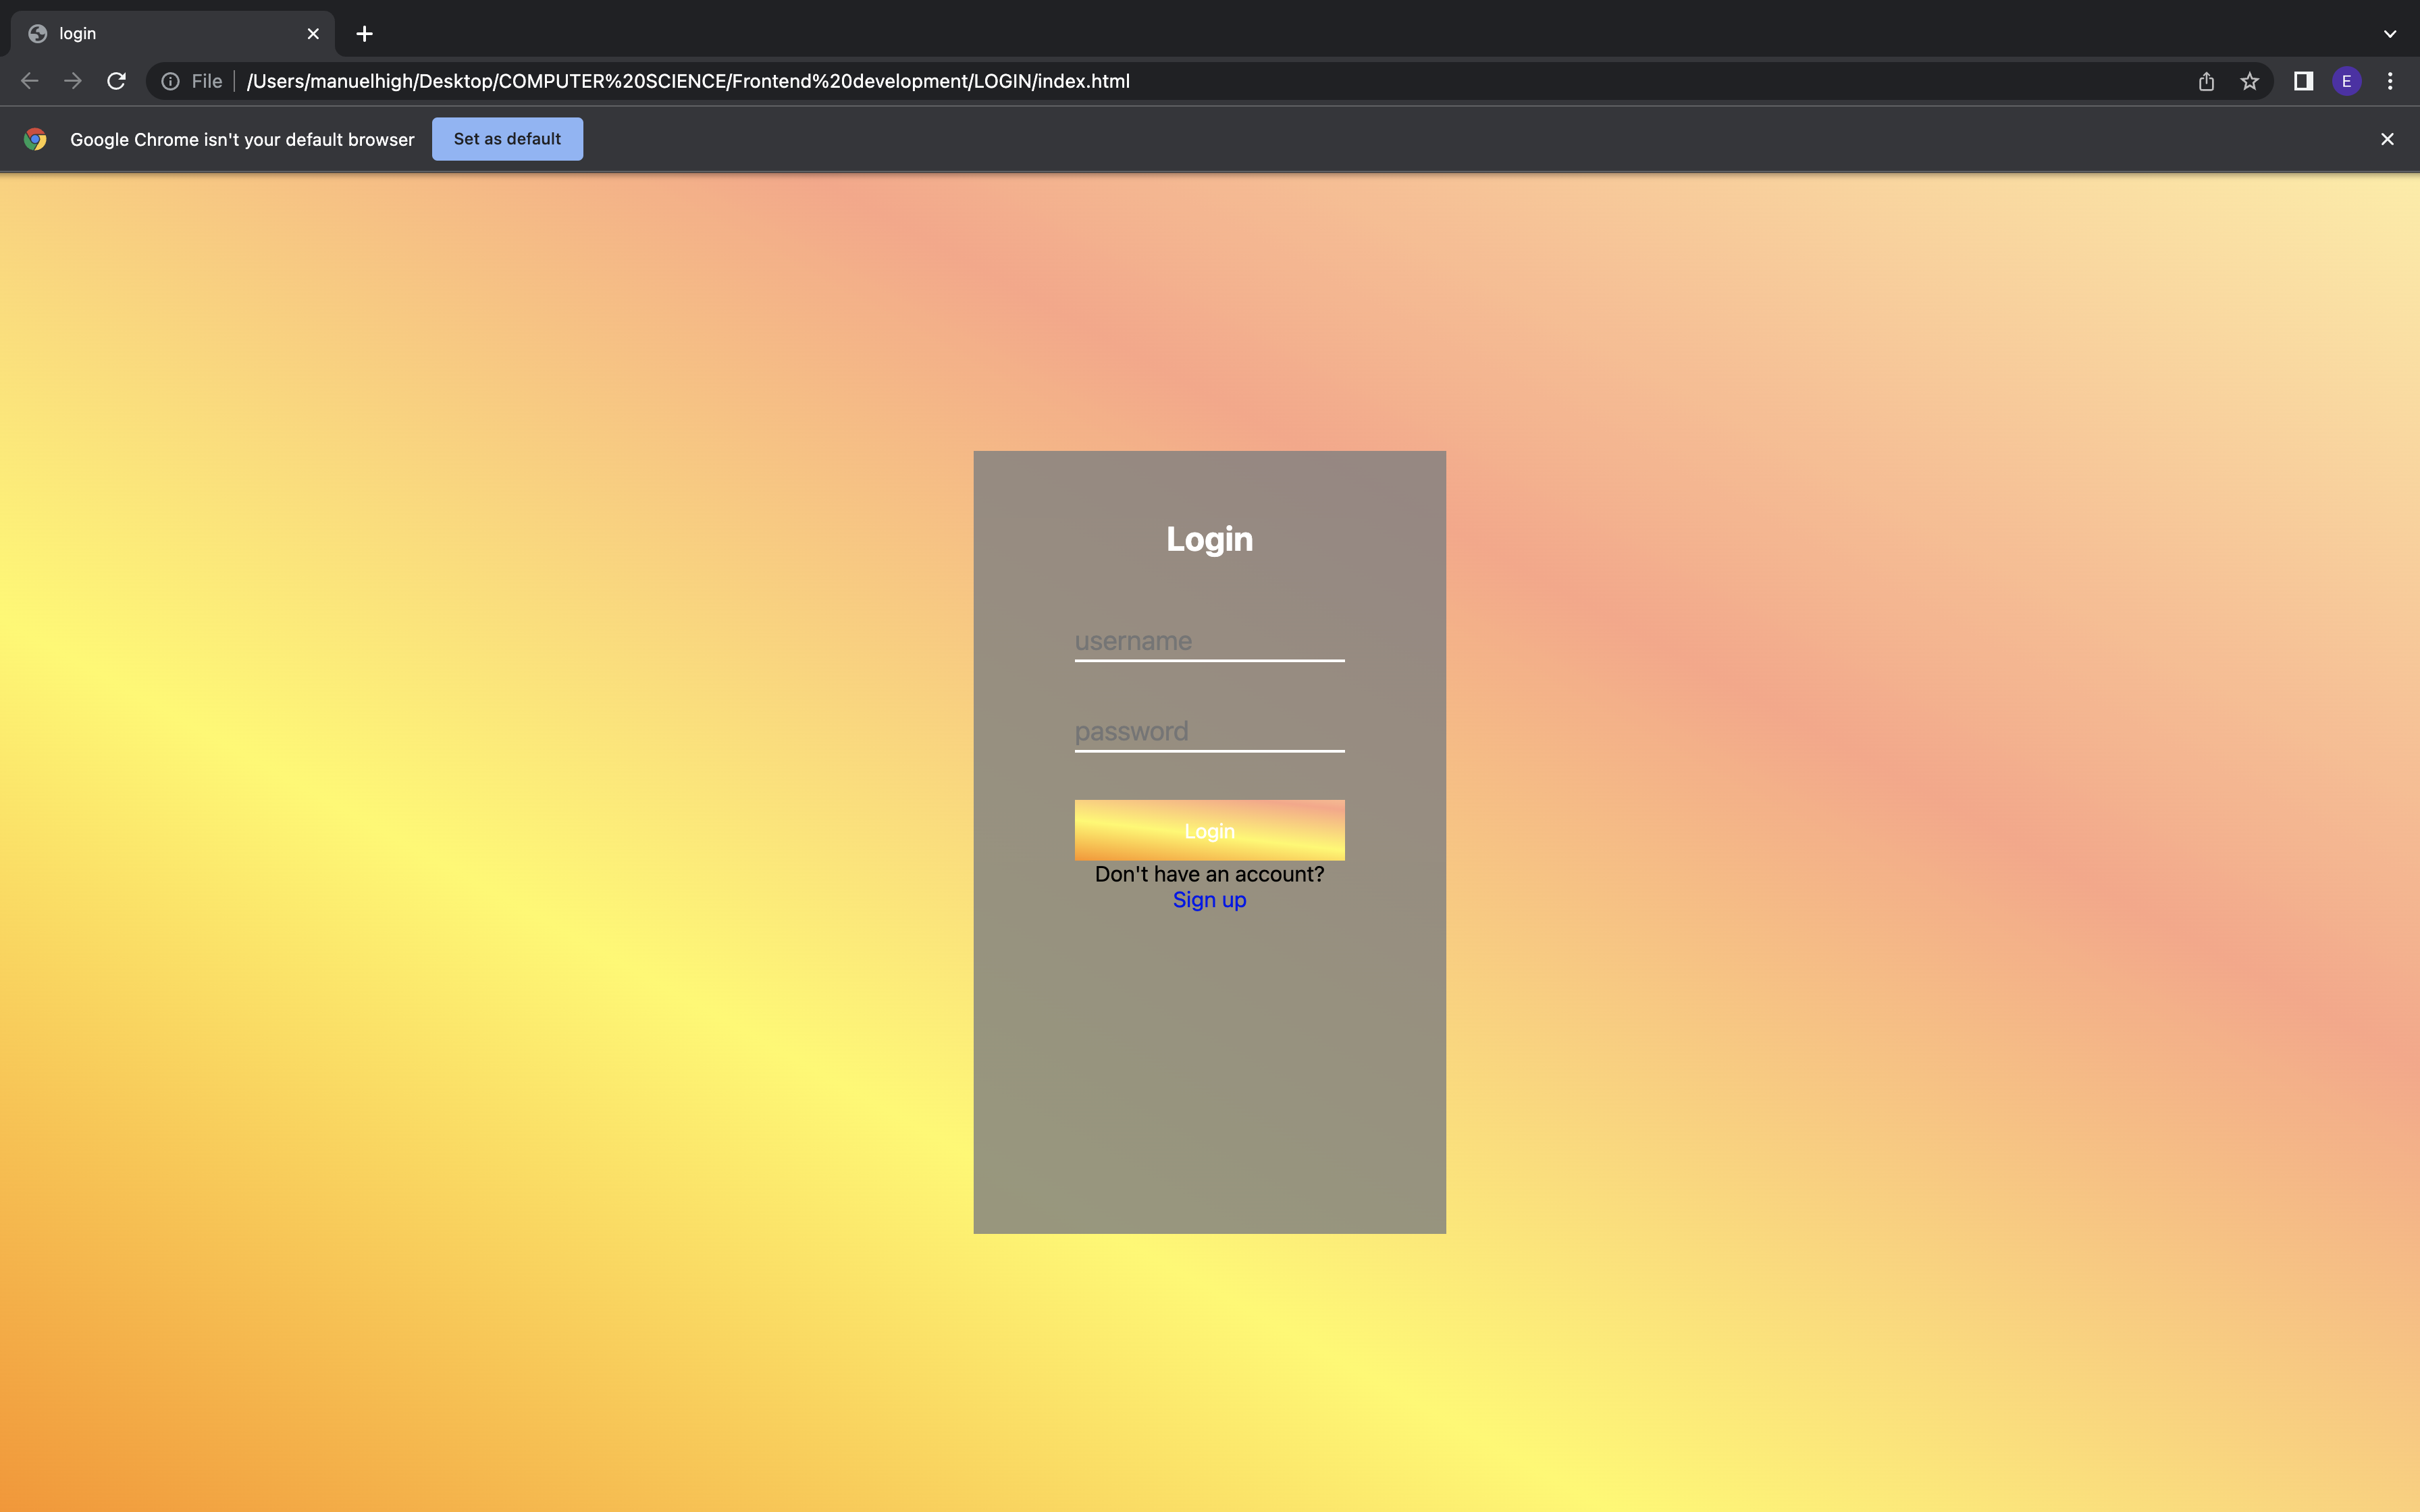 login
File /Users/manuelhigh/Desktop/COMPUTER%20SCIENCE/Frontend%20development/LOGIN/index.html
E
Google Chrome isn't your default browser
Set as default
Login
username
password
Login
Don't have an account?
Sign up